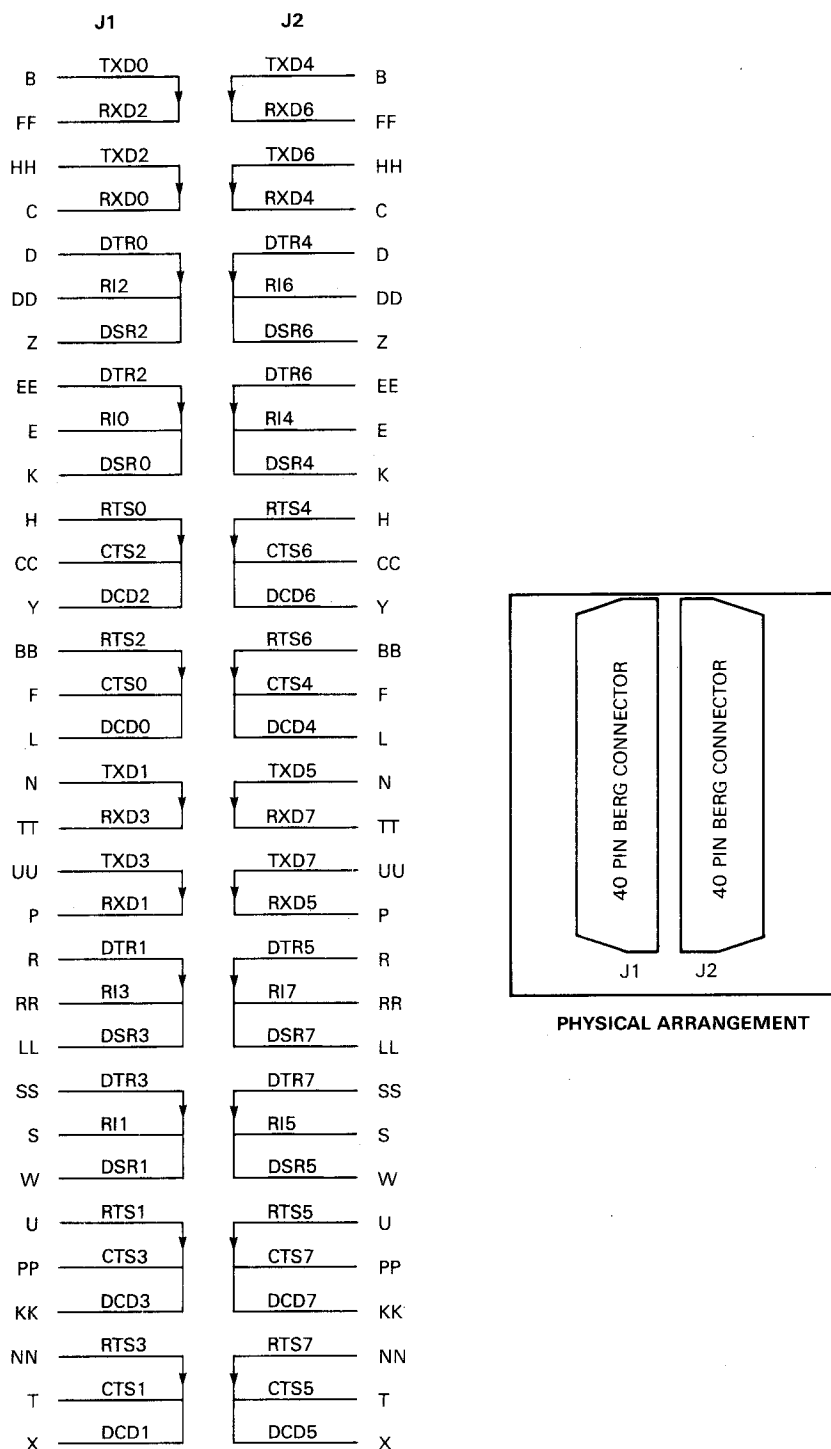 J1 J2
B TXD0 TXD4 B
FF RXD2 RXD6 FF
HH TXD2 TXD6 HH
C RXD0 RXD4 C
D DTR0 DTR4 D
DD RI2 RI6 DD
Z DSR2 DSR6 Z
EE DTR2 DTR6 EE
E RI0 RI4 E
K DSR0 DSR4 K
H RTS0 RTS4 H
CC CTS2 CTS6 CC
Y DCD2 DCD6 Y
BB RTS2 RTS6 BB
F CTS0 CTS4 F
L DCD0 DCD4 L
N TXD1 TXD5 N
TT RXD3 RXD7 TT
UU TXD3 TXD7 UU
P RXD1 RXD5 P
R DTR1 DTR5 R
RR RI3 RI7 RR
LL DSR3 DSR7 LL
SS DTR3 DTR7 SS
S RI1 RI5 S
W DSR1 DSR5 W
U RTS1 RTS5 U
PP CTS3 CTS7 PP
KK DCD3 DCD7 KK
NN RTS3 RTS7 NN
T CTS1 CTS5 T
X DCD1 DCD5 X
40 PIN BERG CONNECTOR
40 PIN BERG CONNECTOR
J1 J2
PHYSICAL ARRANGEMENT